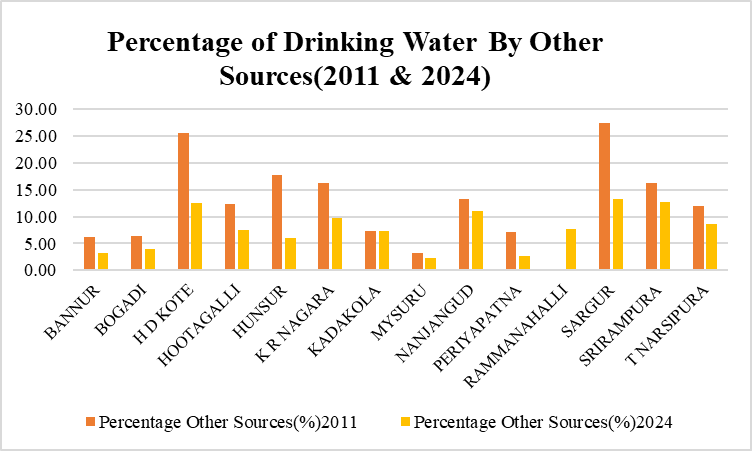 Percentage of Drinking Water By Other
Sources(2011 & 2024)
30.00
25.00
20.00
15.00
10.00
5.00
0.00
BANNUR
BOGADI
H D KOTE
HOOTAGALLI
HUNSUR
K R NAGARA
KADAKOLA
MYSURU
NANJANGUD
PERIYAPATNA
RAMMANAHALLI
SARGUR
SRIRAMPURA
T NARSIPURA
Percentage Other Sources(%)2011 Percentage Other Sources(%)2024